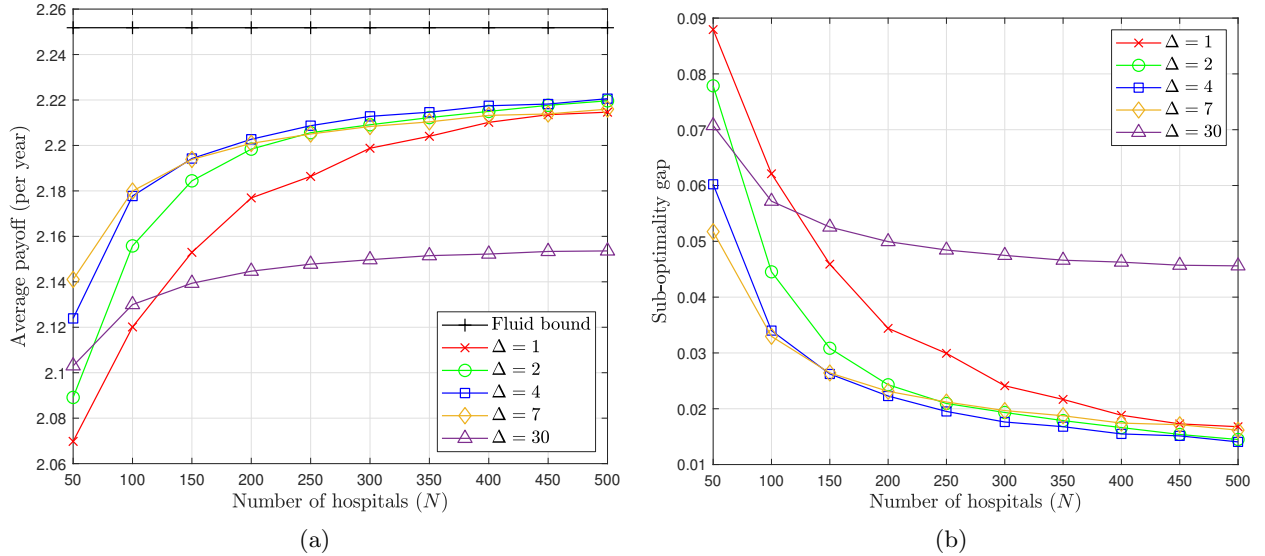 2.26
2.24
2.22
2.2
2.18
2.16
2.14
2.12
2.1
2.08
2.06
Average payoff (per year)
50 100 150 200 250 300 350 400 450 500
Number of hospitals (N)
Fluid bound
Δ = 1
Δ = 2
Δ = 4
Δ = 7
Δ = 30
(a)
0.09
0.08
0.07
0.06
0.05
0.04
0.03
0.02
0.01
Sub-optimality gap
50 100 150 200 250 300 350 400 450 500
Number of hospitals (N)
Δ = 1
Δ = 2
Δ = 4
Δ = 7
Δ = 30
(b)